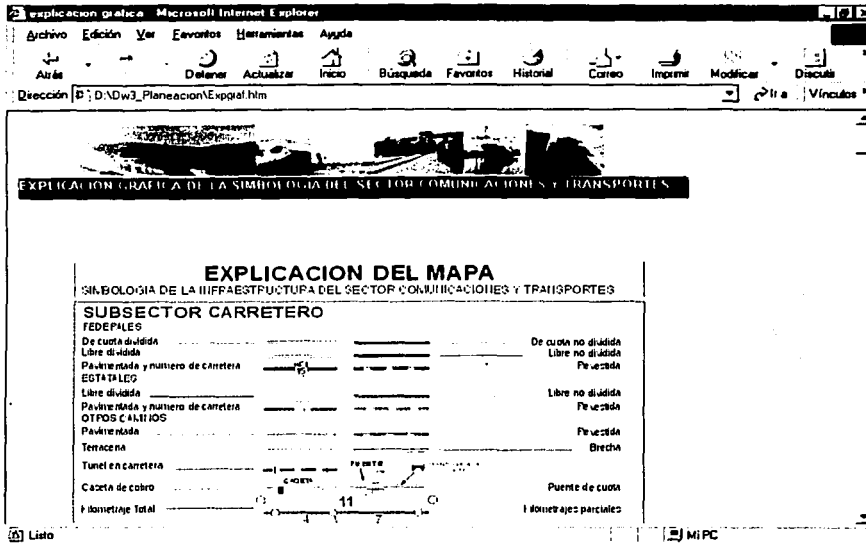 explicacion grafica Microsoft Internet Explorer
Archivo Edición Ver Favoritos Herramientas Ayuda
Atrás Detener Actualizar Inicio Búsqueda Favoritos Historial Correo Imprimir Modificar Discutir
Dirección D:\Dw3_Planeacion\Expgraf.htm Ir a Vínculos
EXPLICACION GRAFICA DE LA SIMBOLOGIA DEL SECTOR COMUNICACIONES Y TRANSPORTES
EXPLICACION DEL MAPA
SIMBOLOGIA DE LA INFRAESTRUCTURA DEL SECTOR COMUNICACIONES Y TRANSPORTES
SUBSECTOR CARRETERO
FEDERALES
De cuota dividida De cuota no dividida
Libre dividida Libre no dividida
Pavimentada y numero de carretera Revestida
ESTATALES
Libre dividida Libre no dividida
Pavimentada y numero de carretera Revestida
OTROS CAMINOS
Pavimentada Revestida
Terraceria Brecha
Tunel en carretera PUENTE
Caseta de cobro CASETA Puente de cuota
Kilometraje Total 11 Kilometrajes parciales
4 7
Listo Mi PC